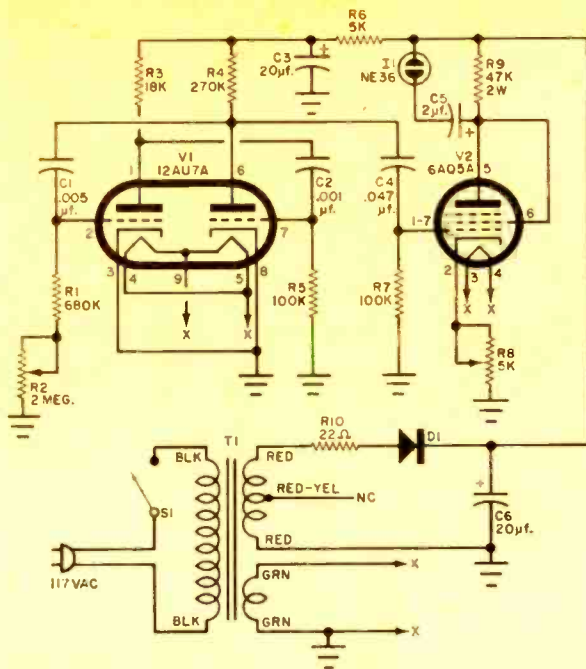 R6
5K
R3
18K
R4
270K
C3
20µf.
+
I1
NE36
R9
47K
2W
C5
2µf.
+
V1
12AU7A
V2
6AQ5A
C1
.005
µf.
1
6
C2
.001
µf.
C4
.047
µf.
5
2
7
1-7
6
3
4
9
5
8
2
3
4
R1
680K
R5
100K
R7
100K
X
X
X
X
R2
2 MEG.
R8
5K
R10
22Ω
D1
BLK
T1
RED
RED-YEL
NC
+
S1
RED
C6
20µf.
GRN
X
117VAC
BLK
GRN
X